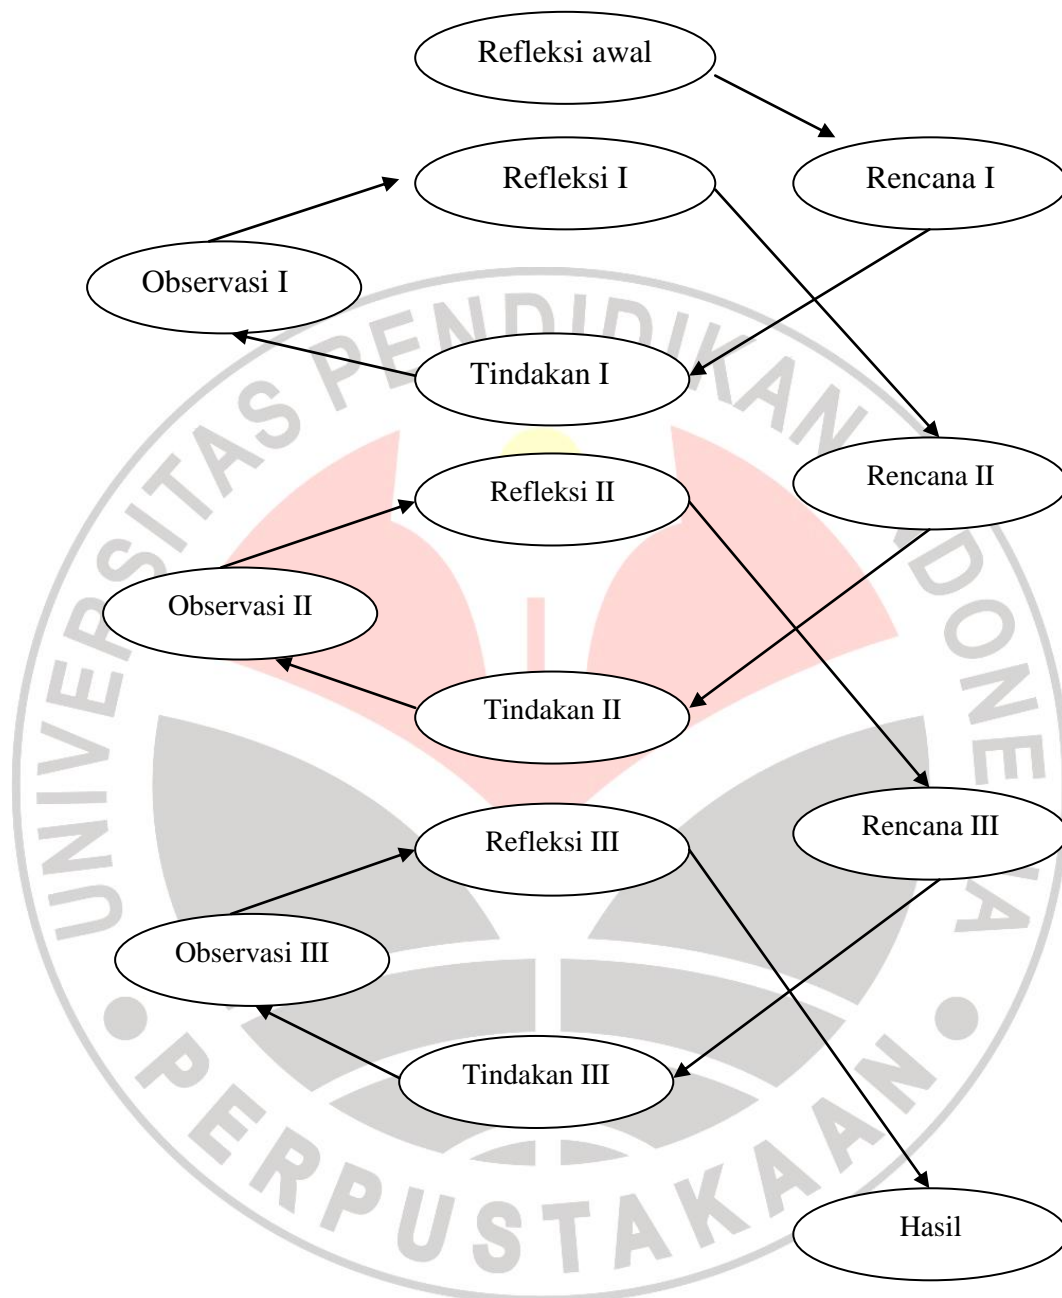 Refleksi awal
Refleksi I
Rencana I
Observasi I
Tindakan I
Refleksi II
Rencana II
Observasi II
Tindakan II
Refleksi III
Rencana III
Observasi III
Tindakan III
Hasil
UNIVERSITAS PENDIDIKAN INDONESIA
PERPUSTAKAAN